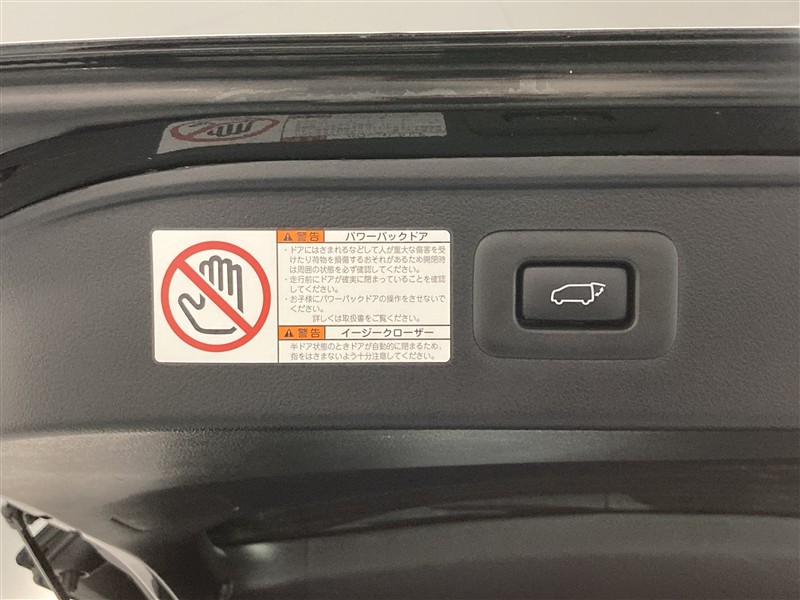 警告 パワーバックドア
・ドアにはさまれるなどして人が重大な傷害を受
けたり荷物を損傷するおそれがあるため開閉時
は周囲の状態を必ず確認してください。
・走行前にドアが確実に閉まっていることを確認
してください。
・お子様にパワーバックドアの操作をさせないで
ください。
詳しくは取扱書をご覧ください。
警告 イージークローザー
半ドア状態のときドアが自動的に閉まるため、
指をはさまないよう十分注意してください。